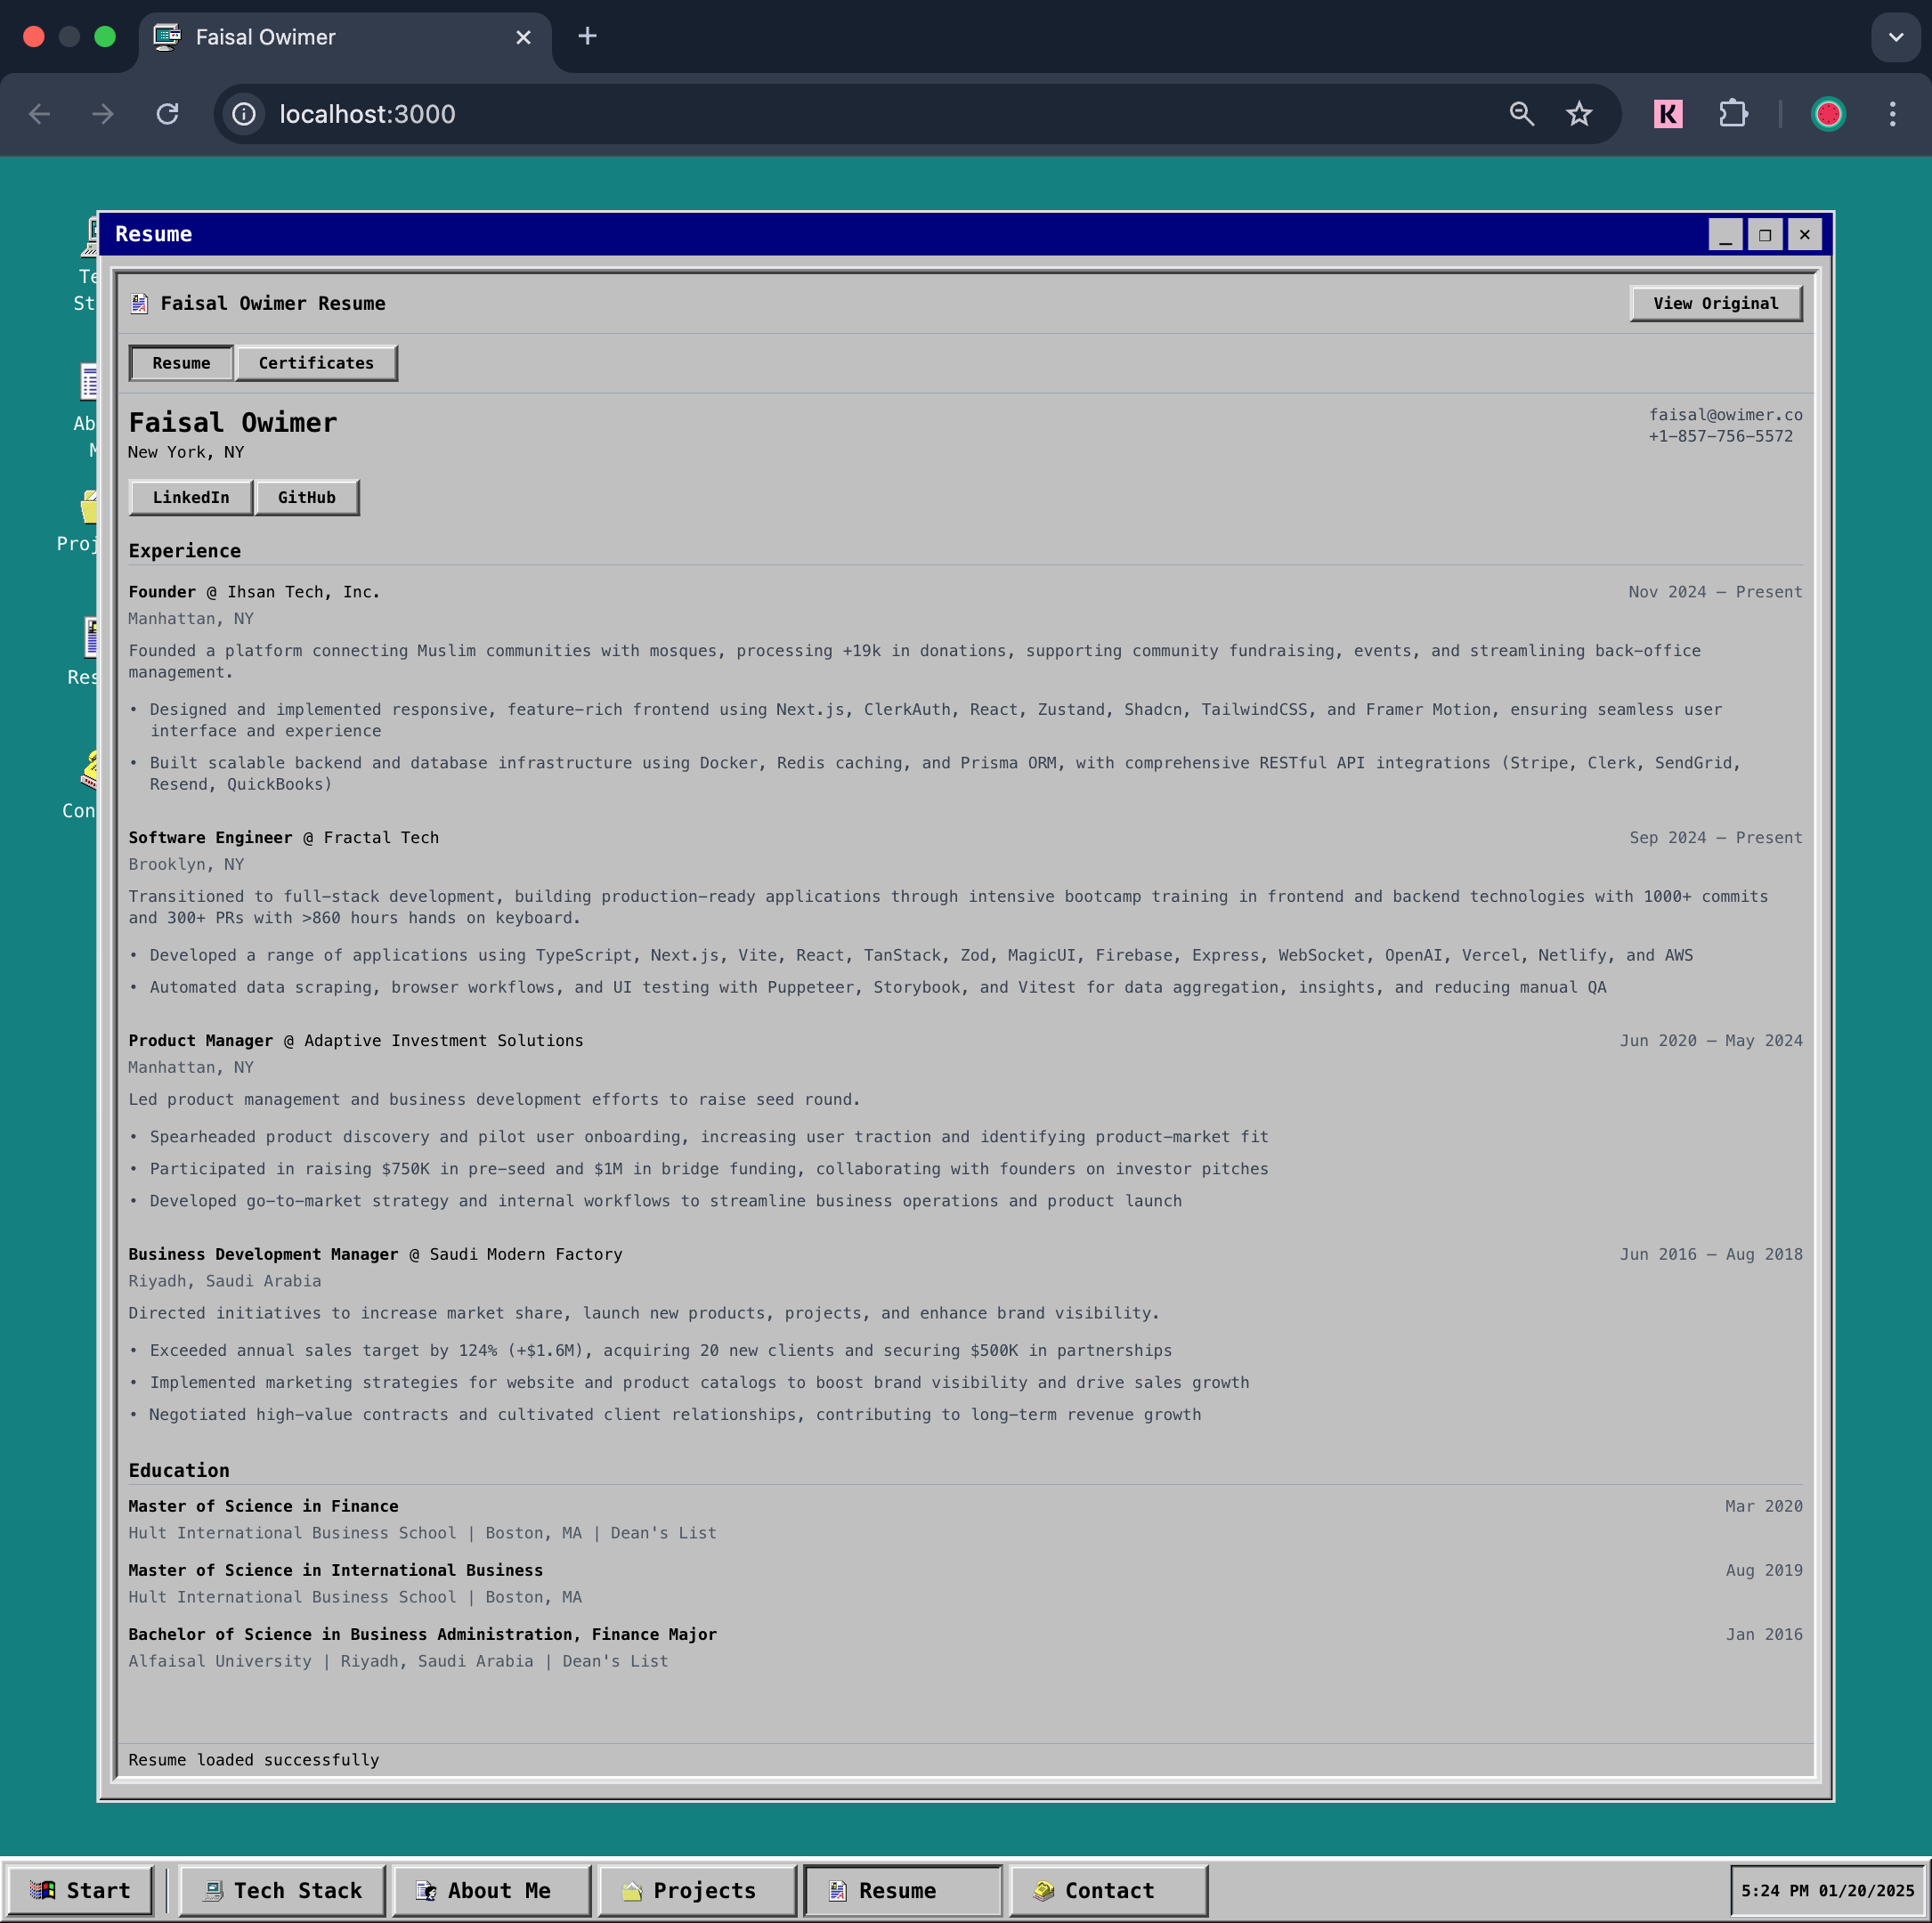 Faisal Owimer
localhost:3000
K
Te
St
Ab
M
Proj
Res
Con
Resume
Faisal Owimer Resume
View Original
Resume Certificates
Faisal Owimer
faisal@owimer.co
New York, NY
+1-857-756-5572
LinkedIn GitHub
Experience
Founder @ Ihsan Tech, Inc. Nov 2024 – Present
Manhattan, NY
Founded a platform connecting Muslim communities with mosques, processing +19k in donations, supporting community fundraising, events, and streamlining back-office
management.
• Designed and implemented responsive, feature-rich frontend using Next.js, ClerkAuth, React, Zustand, Shadcn, TailwindCSS, and Framer Motion, ensuring seamless user
interface and experience
• Built scalable backend and database infrastructure using Docker, Redis caching, and Prisma ORM, with comprehensive RESTful API integrations (Stripe, Clerk, SendGrid,
Resend, QuickBooks)
Software Engineer @ Fractal Tech Sep 2024 – Present
Brooklyn, NY
Transitioned to full-stack development, building production-ready applications through intensive bootcamp training in frontend and backend technologies with 1000+ commits
and 300+ PRs with >860 hours hands on keyboard.
• Developed a range of applications using TypeScript, Next.js, Vite, React, TanStack, Zod, MagicUI, Firebase, Express, WebSocket, OpenAI, Vercel, Netlify, and AWS
• Automated data scraping, browser workflows, and UI testing with Puppeteer, Storybook, and Vitest for data aggregation, insights, and reducing manual QA
Product Manager @ Adaptive Investment Solutions Jun 2020 – May 2024
Manhattan, NY
Led product management and business development efforts to raise seed round.
• Spearheaded product discovery and pilot user onboarding, increasing user traction and identifying product-market fit
• Participated in raising $750K in pre-seed and $1M in bridge funding, collaborating with founders on investor pitches
• Developed go-to-market strategy and internal workflows to streamline business operations and product launch
Business Development Manager @ Saudi Modern Factory Jun 2016 – Aug 2018
Riyadh, Saudi Arabia
Directed initiatives to increase market share, launch new products, projects, and enhance brand visibility.
• Exceeded annual sales target by 124% (+$1.6M), acquiring 20 new clients and securing $500K in partnerships
• Implemented marketing strategies for website and product catalogs to boost brand visibility and drive sales growth
• Negotiated high-value contracts and cultivated client relationships, contributing to long-term revenue growth
Education
Master of Science in Finance Mar 2020
Hult International Business School | Boston, MA | Dean's List
Master of Science in International Business Aug 2019
Hult International Business School | Boston, MA
Bachelor of Science in Business Administration, Finance Major Jan 2016
Alfaisal University | Riyadh, Saudi Arabia | Dean's List
Resume loaded successfully
Start Tech Stack About Me Projects Resume Contact 5:24 PM 01/20/2025